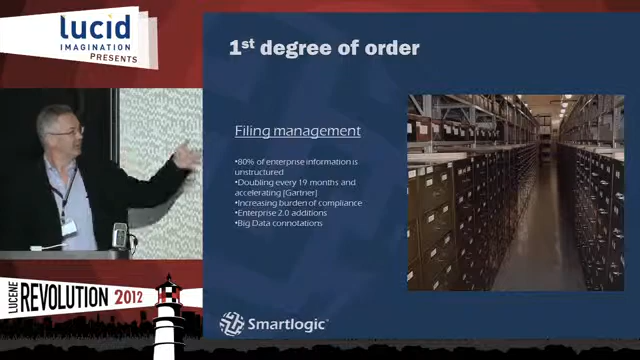 lucid
IMAGINATION
PRESENTS
1st degree of order
Filing management
•80% of enterprise information is
unstructured
•Doubling every 19 months and
accelerating [Gartner]
•Increasing burden of compliance
•Enterprise 2.0 additions
•Big Data connotations
LUCENE
REVOLUTION 2012
Smartlogic